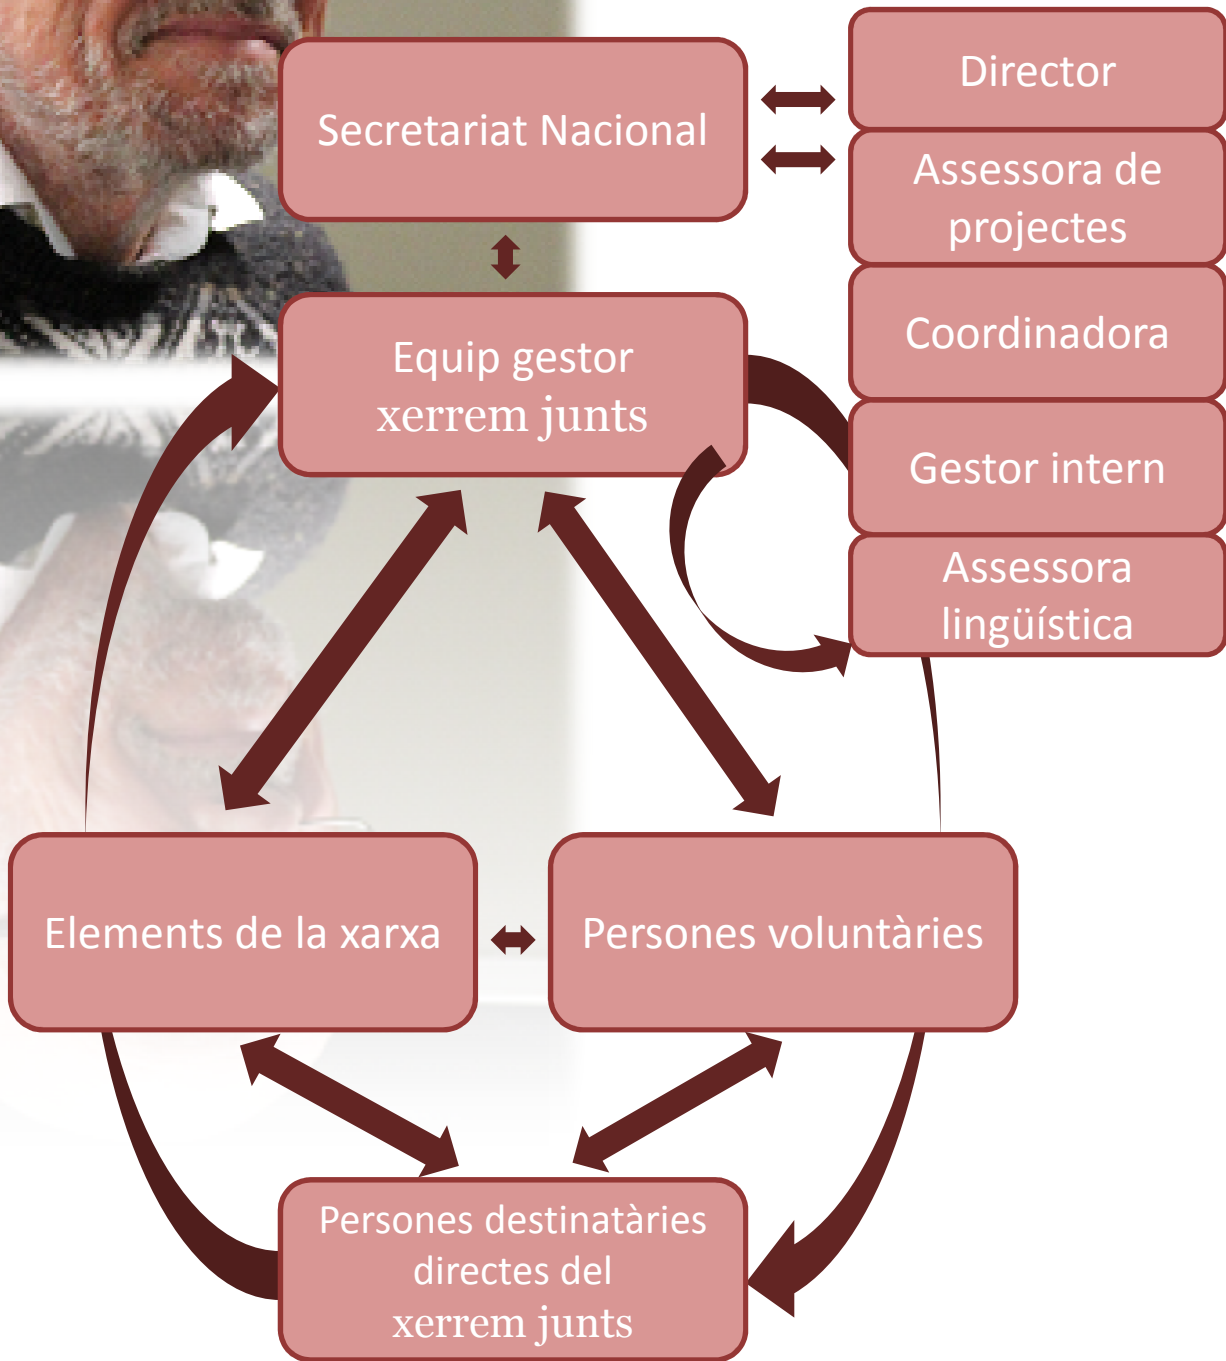 Secretariat Nacional
Director
Assessora de
projectes
Coordinadora
Gestor intern
Assessora
lingüística
Equip gestor
xerrem junts
Elements de la xarxa
Persones voluntàries
Persones destinatàries
directes del
xerrem junts